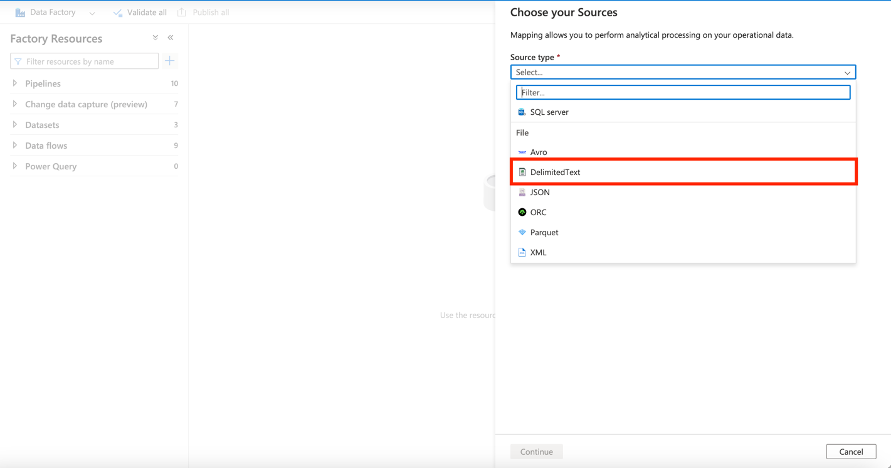 Data Factory
Validate all
Publish all
Factory Resources
Filter resources by name
Pipelines 10
Change data capture (preview) 7
Datasets 3
Data flows 9
Power Query 0
Use the resourc
Choose your Sources
Mapping allows you to perform analytical processing on your operational data.
Source type *
Select...
Filter...
SQL server
File
Avro
DelimitedText
JSON
ORC
Parquet
XML
Continue
Cancel